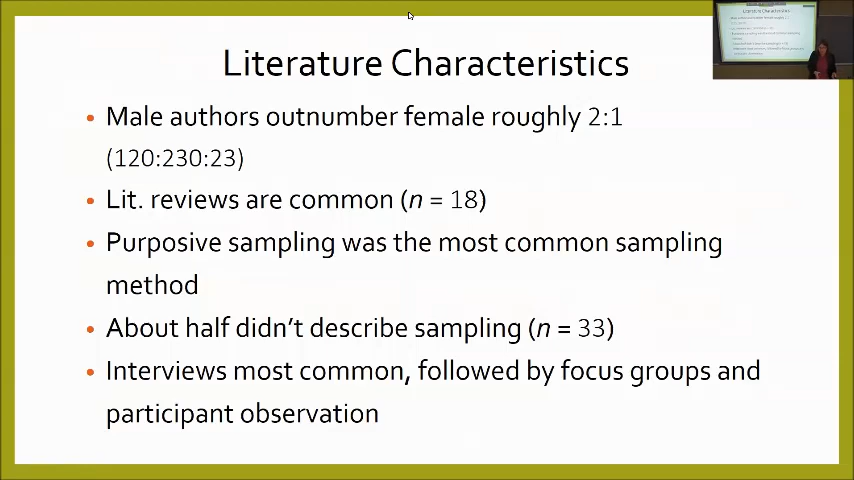 Literature Characteristics
Male authors outnumber female roughly 2:1
(120:230:23)
Lit. reviews are common (n = 18)
Purposive sampling was the most common sampling
method
About half didn't describe sampling (n = 33)
Interviews most common, followed by focus groups and
participant observation